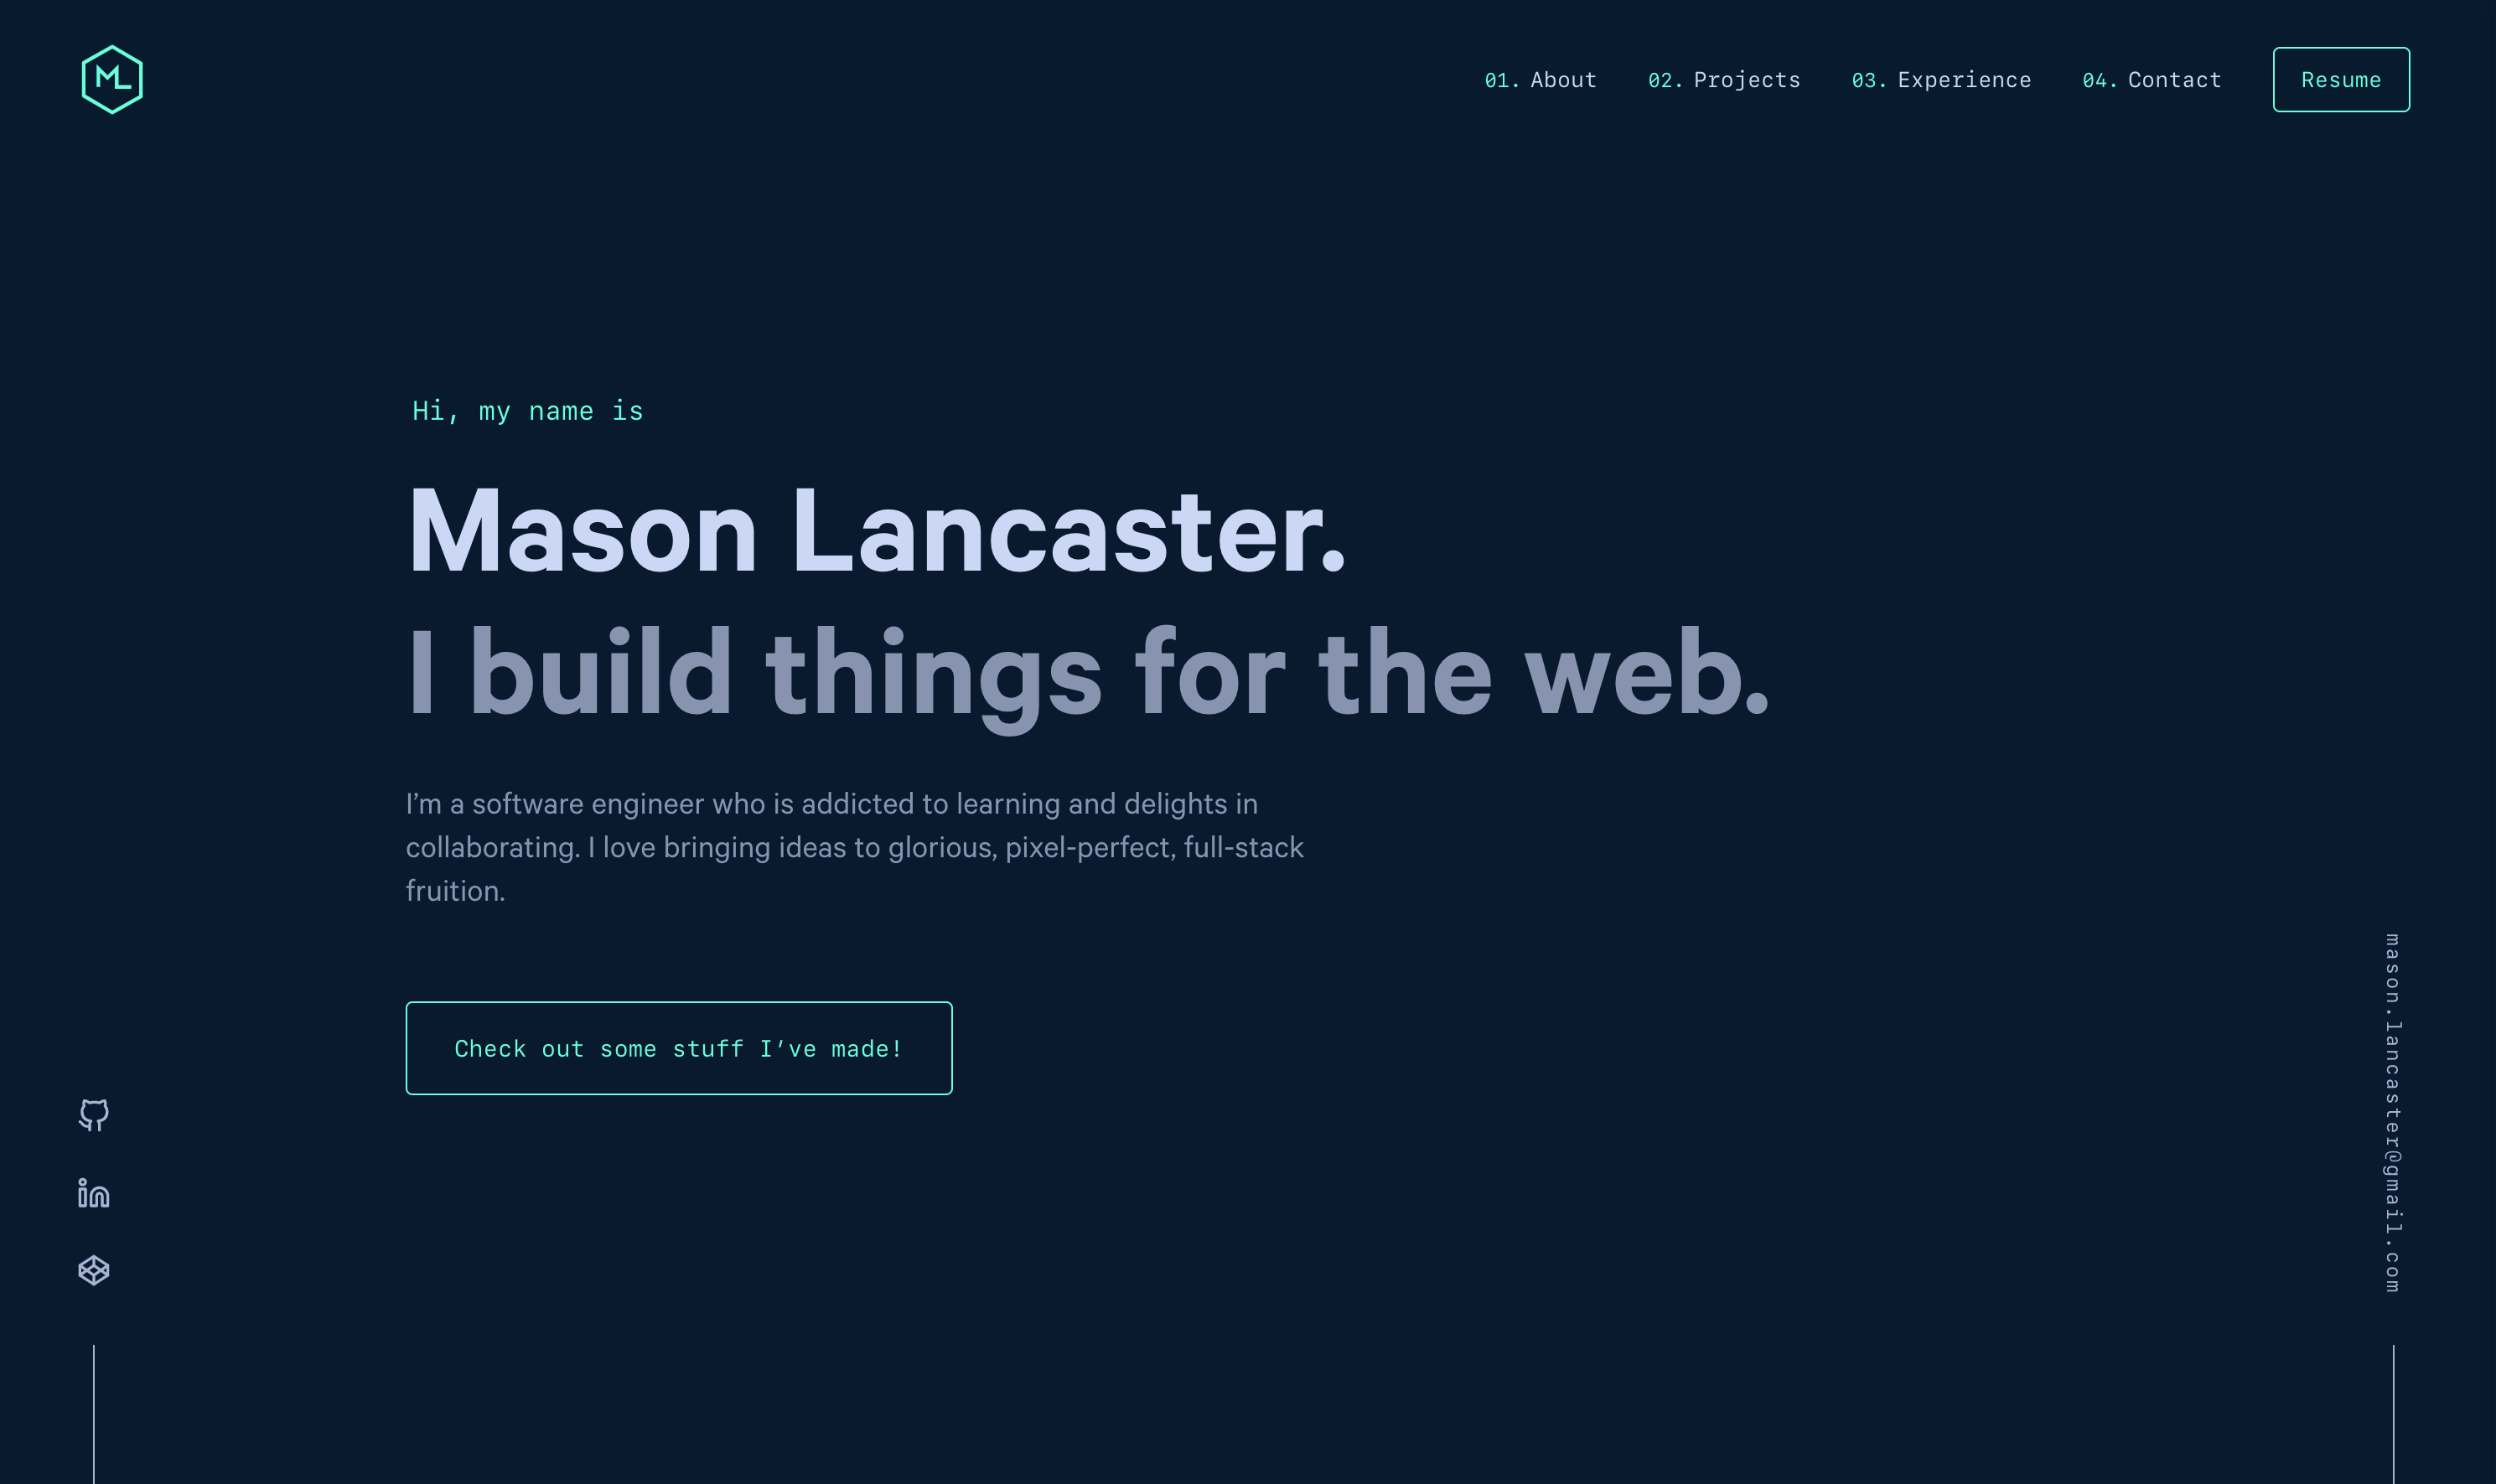 ML
01. About 02. Projects 03. Experience 04. Contact Resume
Hi, my name is
Mason Lancaster.
I build things for the web.
I’m a software engineer who is addicted to learning and delights in
collaborating. I love bringing ideas to glorious, pixel-perfect, full-stack
fruition.
Check out some stuff I’ve made!
mason.lancaster@gmail.com
in